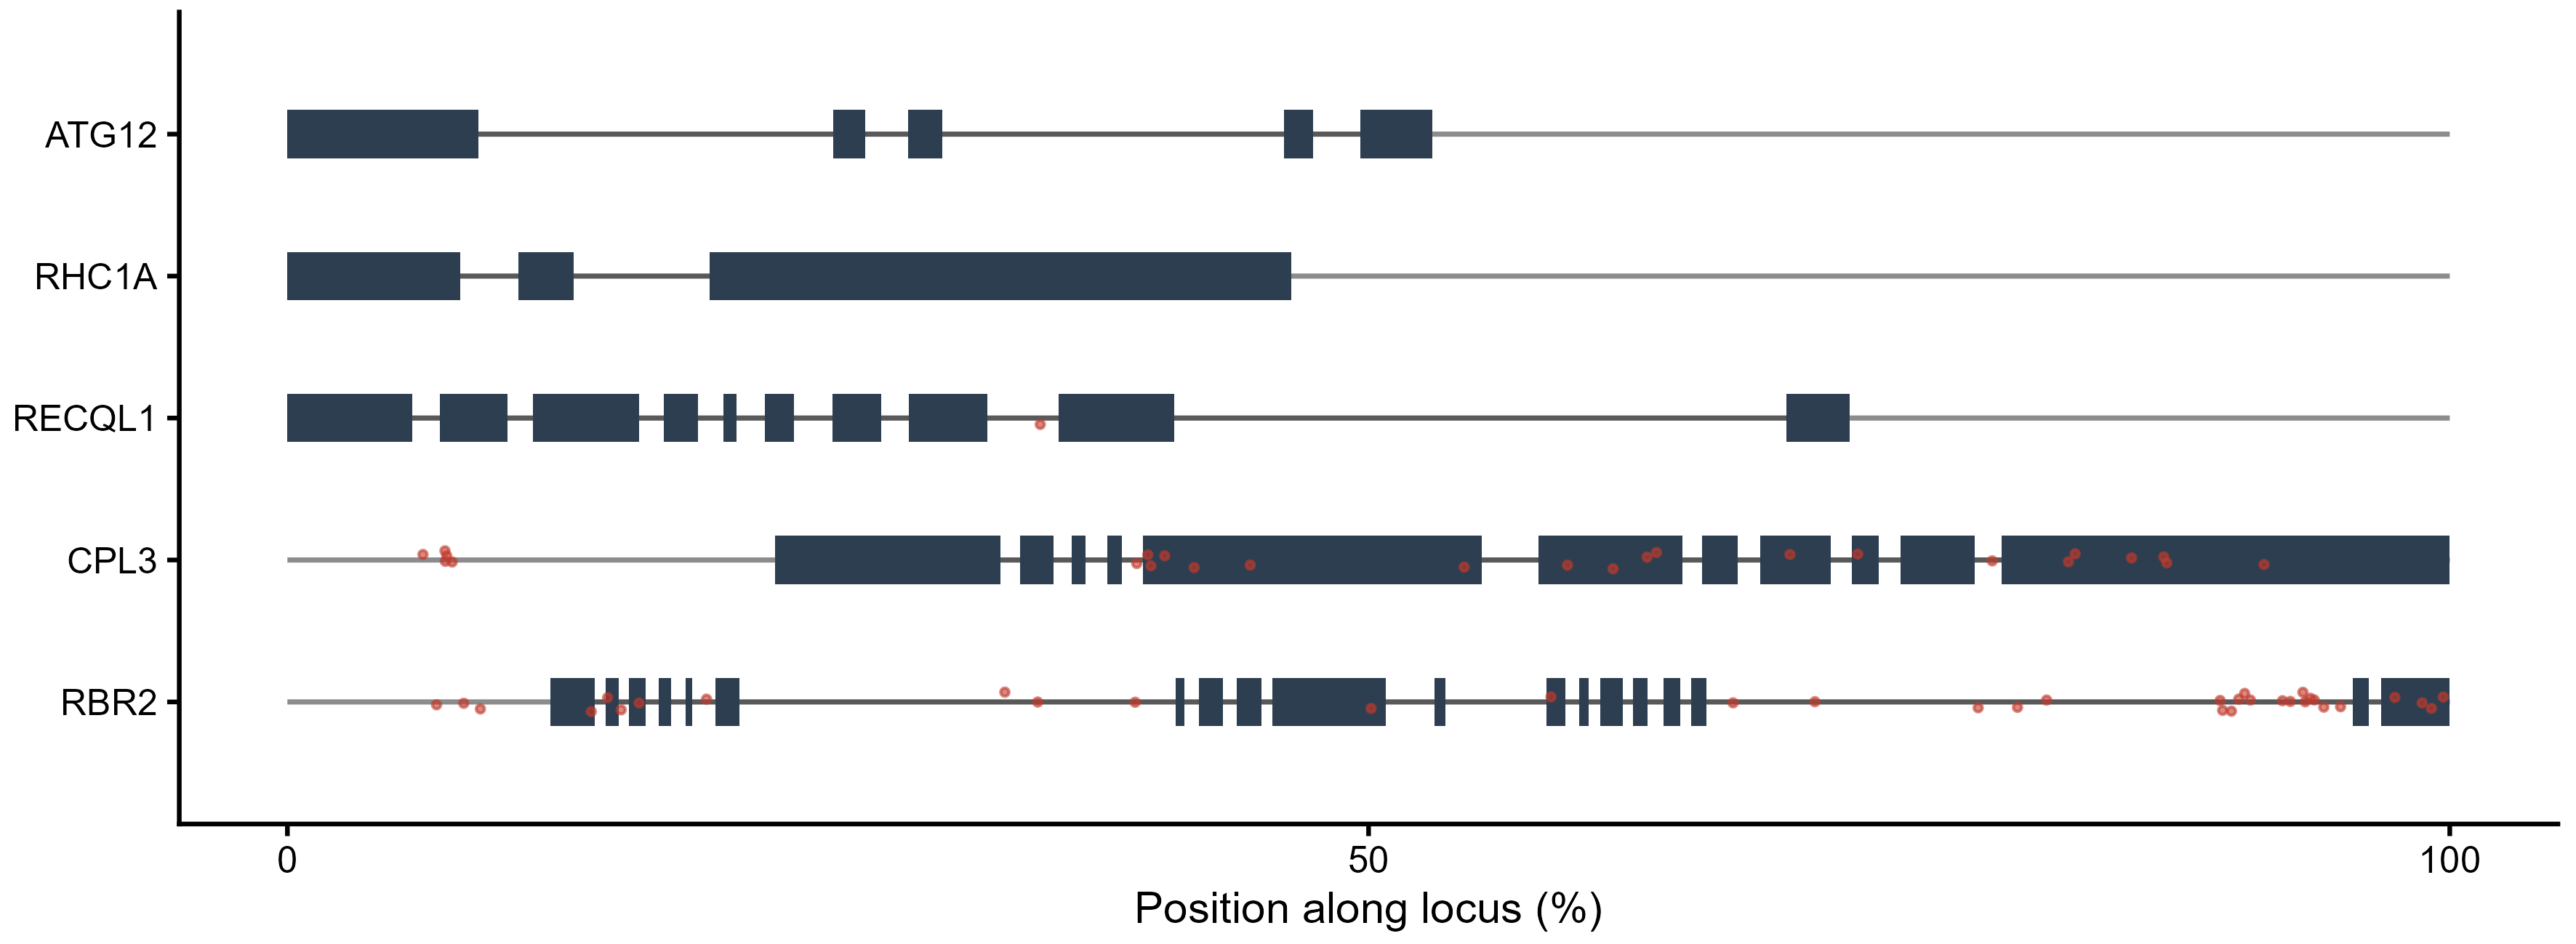 ATG12
RHC1A
RECQL1
CPL3
RBR2
0 50 100
Position along locus (%)